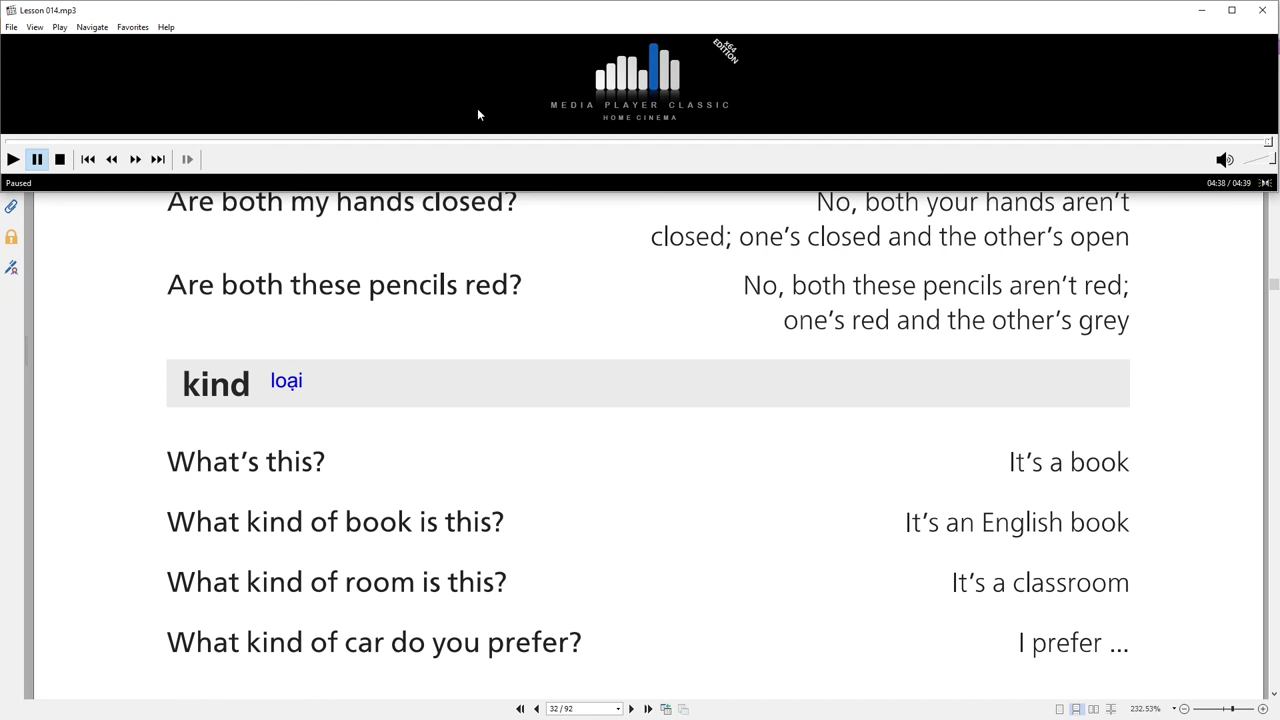 Lesson 014.mp3
File View Play Navigate Favorites Help
x64 EDITION
MEDIA PLAYER CLASSIC
HOME CINEMA
Paused 04:38 / 04:39
Are both my hands closed? No, both your hands aren't
closed; one's closed and the other's open
Are both these pencils red? No, both these pencils aren't red;
one's red and the other's grey
kind loại
What's this? It's a book
What kind of book is this? It's an English book
What kind of room is this? It's a classroom
What kind of car do you prefer? I prefer ...
32 / 92 232.53%